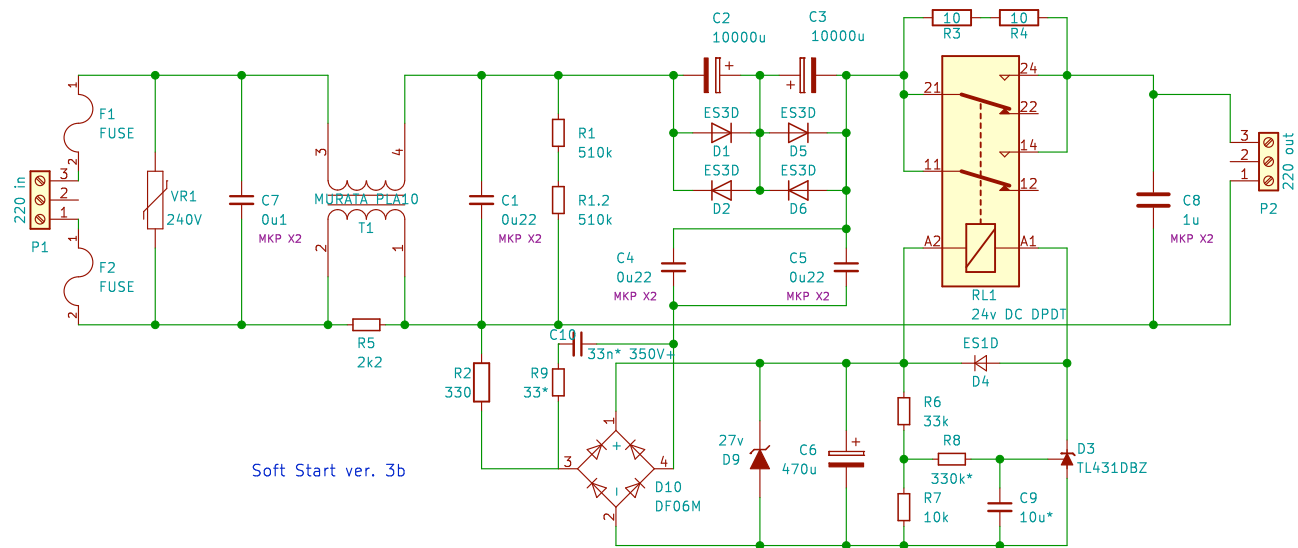 C2
10000u
C3
10000u
10
R3
10
R4
F1
FUSE
1
2
220 in
3
2
1
P1
F2
FUSE
1
2
VR1
240V
C7
0u1
MKP X2
3
4
MURATA PLA10
T1
2
1
R5
2k2
C1
0u22
MKP X2
R1
510k
R1.2
510k
ES3D
D1
ES3D
D5
ES3D
D2
ES3D
D6
C4
0u22
MKP X2
C5
0u22
MKP X2
21
24
22
14
11
12
A2
A1
RL1
24v DC DPDT
C8
1u
MKP X2
3
2
1
220 out
P2
C10
33n* 350V+
R2
330
R9
33*
1
3
4
2
+
−
D10
DF06M
27v
D9
C6
470u
+
ES1D
D4
R6
33k
R8
330k*
R7
10k
C9
10u*
D3
TL431DBZ
Soft Start ver. 3b